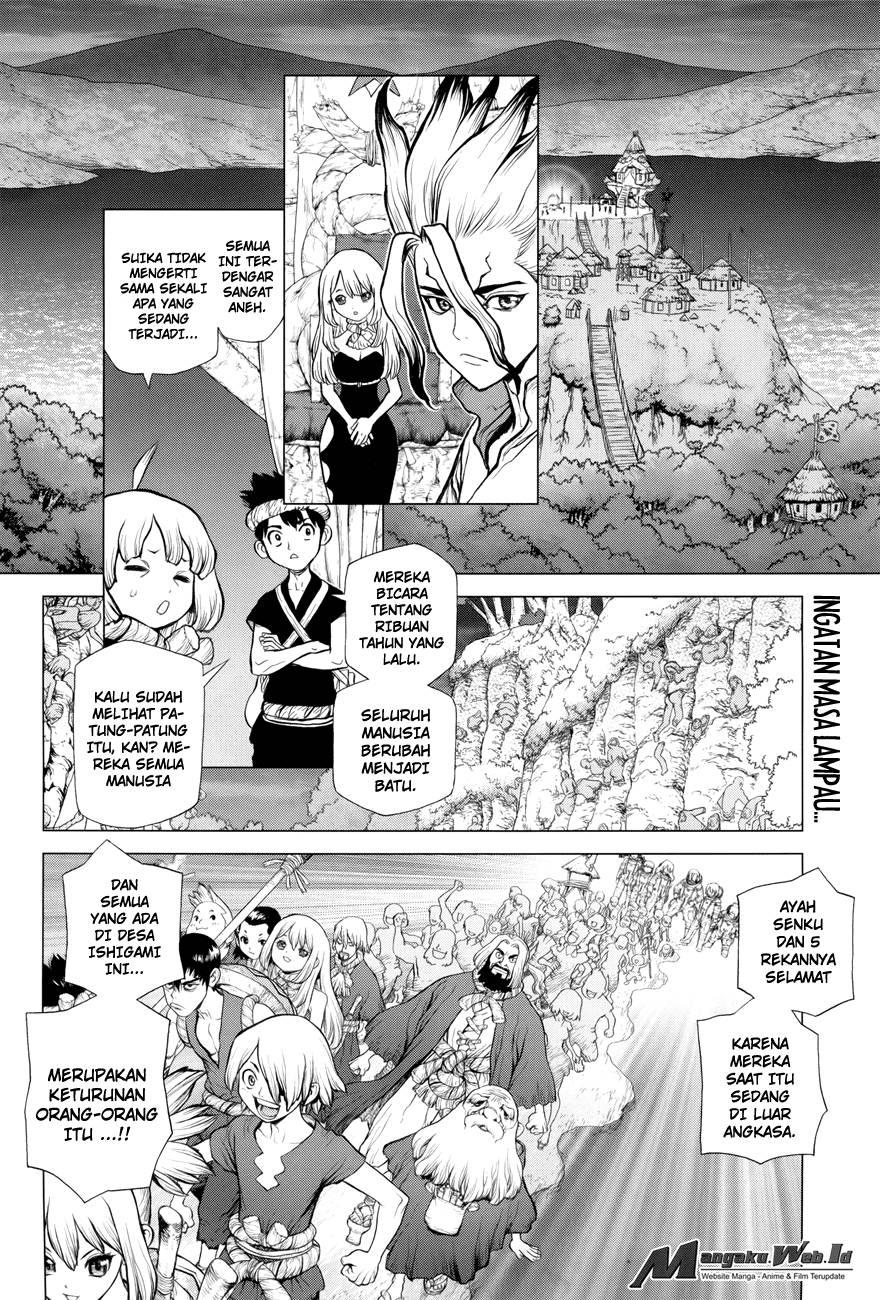 SEMUA
INI TER-
DENGAR
SANGAT
ANEH.
SUIKA TIDAK
MENGERTI
SAMA SEKALI
APA YANG
SEDANG
TERJADI...
INGATAN MASA LAMPAU...
MEREKA
BICARA
TENTANG
RIBUAN
TAHUN YANG
LALU.
SELURUH
MANUSIA
BERUBAH
MENJADI
BATU.
KALU SUDAH
MELIHAT PA-
TUNG-PATUNG
ITU, KAN? ME-
REKA SEMUA
MANUSIA
AYAH
SENKU
DAN 5
REKANNYA
SELAMAT
KARENA
MEREKA
SAAT ITU
SEDANG
DI LUAR
ANGKASA.
DAN
SEMUA
YANG ADA
DI DESA
ISHIGAMI
INI...
MERUPAKAN
KETURUNAN
ORANG-ORANG
ITU ...!!
Mangaku.Web.Id
Website Manga - Anime & Film Terupdate